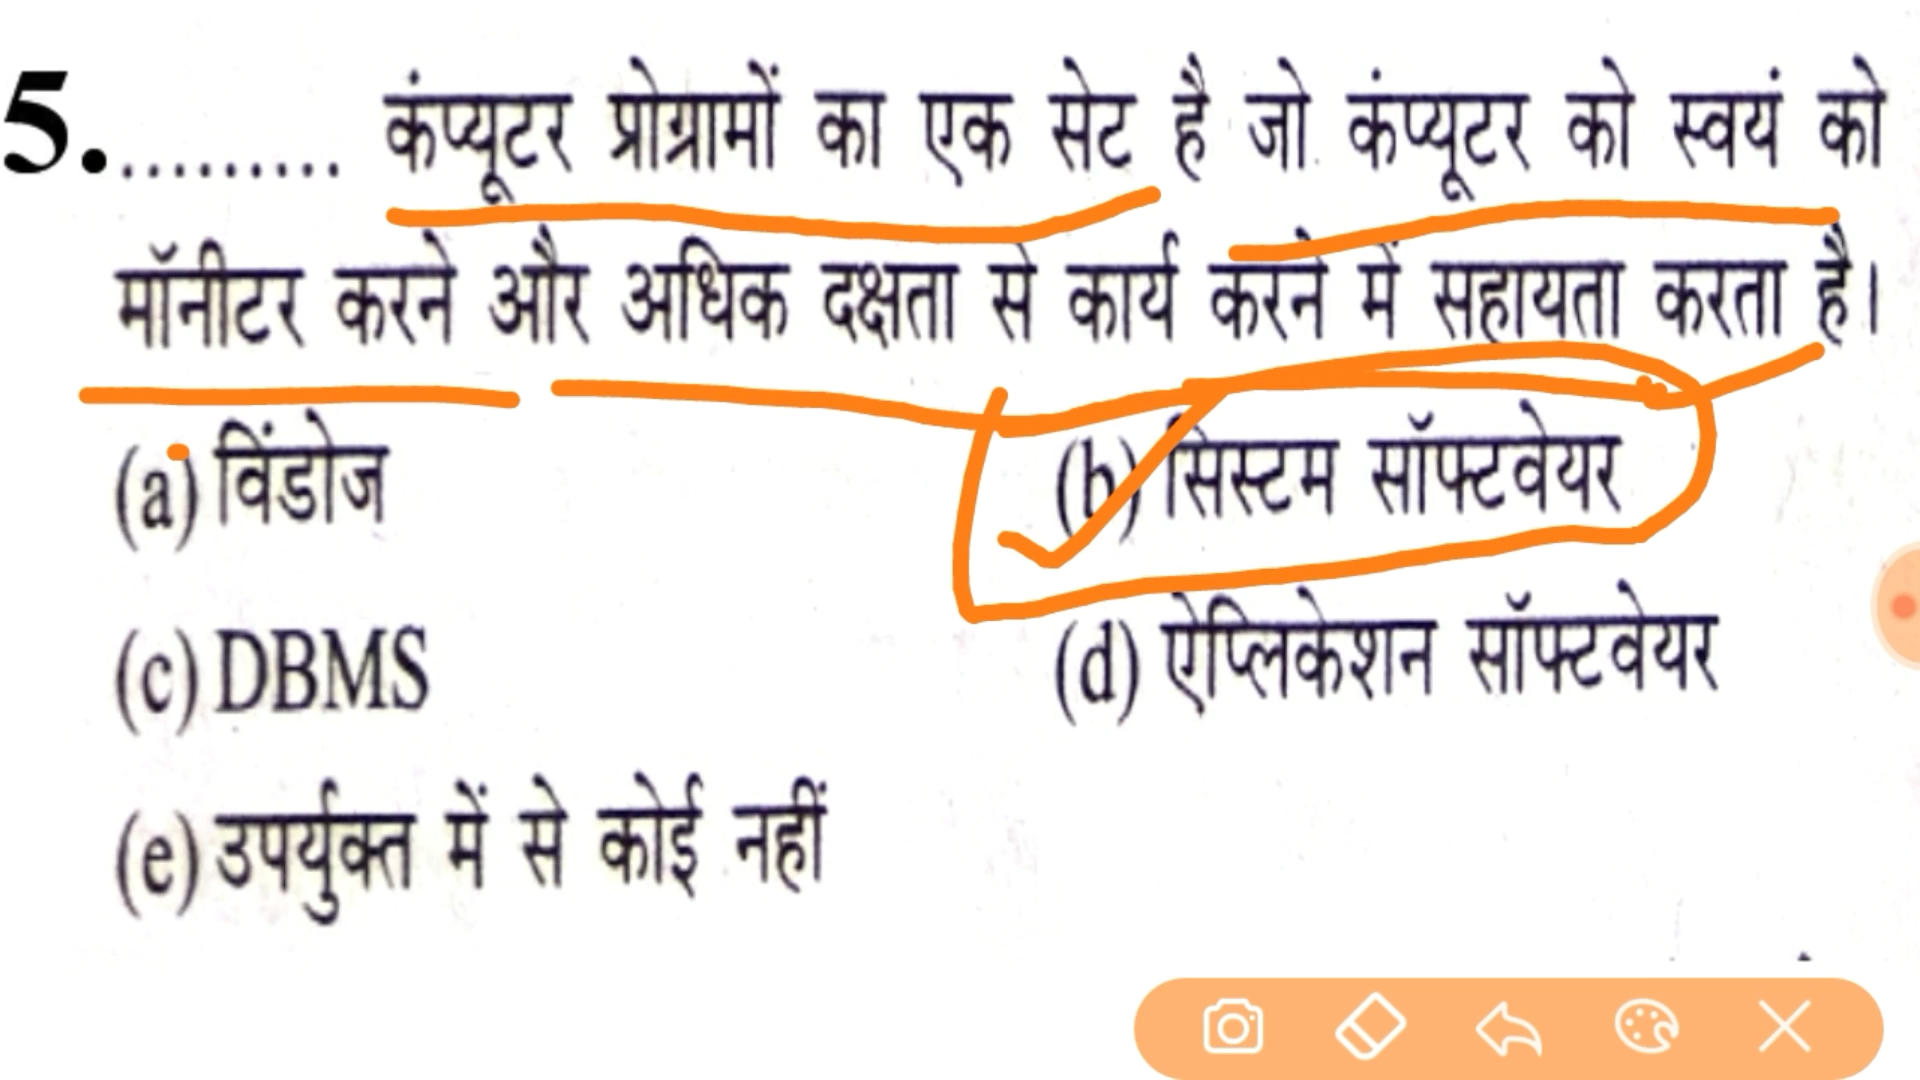 5. ......... कंप्यूटर प्रोग्रामों का एक सेट है जो कंप्यूटर को स्वयं को
मॉनीटर करने और अधिक दक्षता से कार्य करने में सहायता करता है।
(a) विंडोज (b) सिस्टम सॉफ्टवेयर
(c) DBMS (d) ऐप्लिकेशन सॉफ्टवेयर
(e) उपर्युक्त में से कोई नहीं